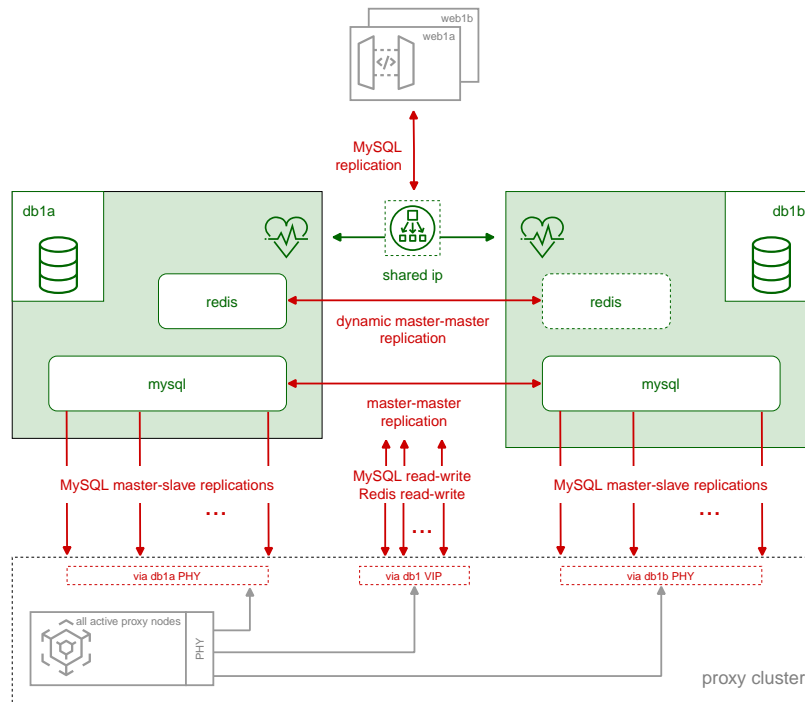 web1b
web1a
</>
MySQL
replication
db1a
db1b
shared ip
redis
redis
dynamic master-master
replication
mysql
mysql
master-master
replication
MySQL master-slave replications
...
MySQL read-write
Redis read-write
...
MySQL master-slave replications
...
via db1a PHY
via db1 VIP
via db1b PHY
all active proxy nodes
PHY
proxy cluster